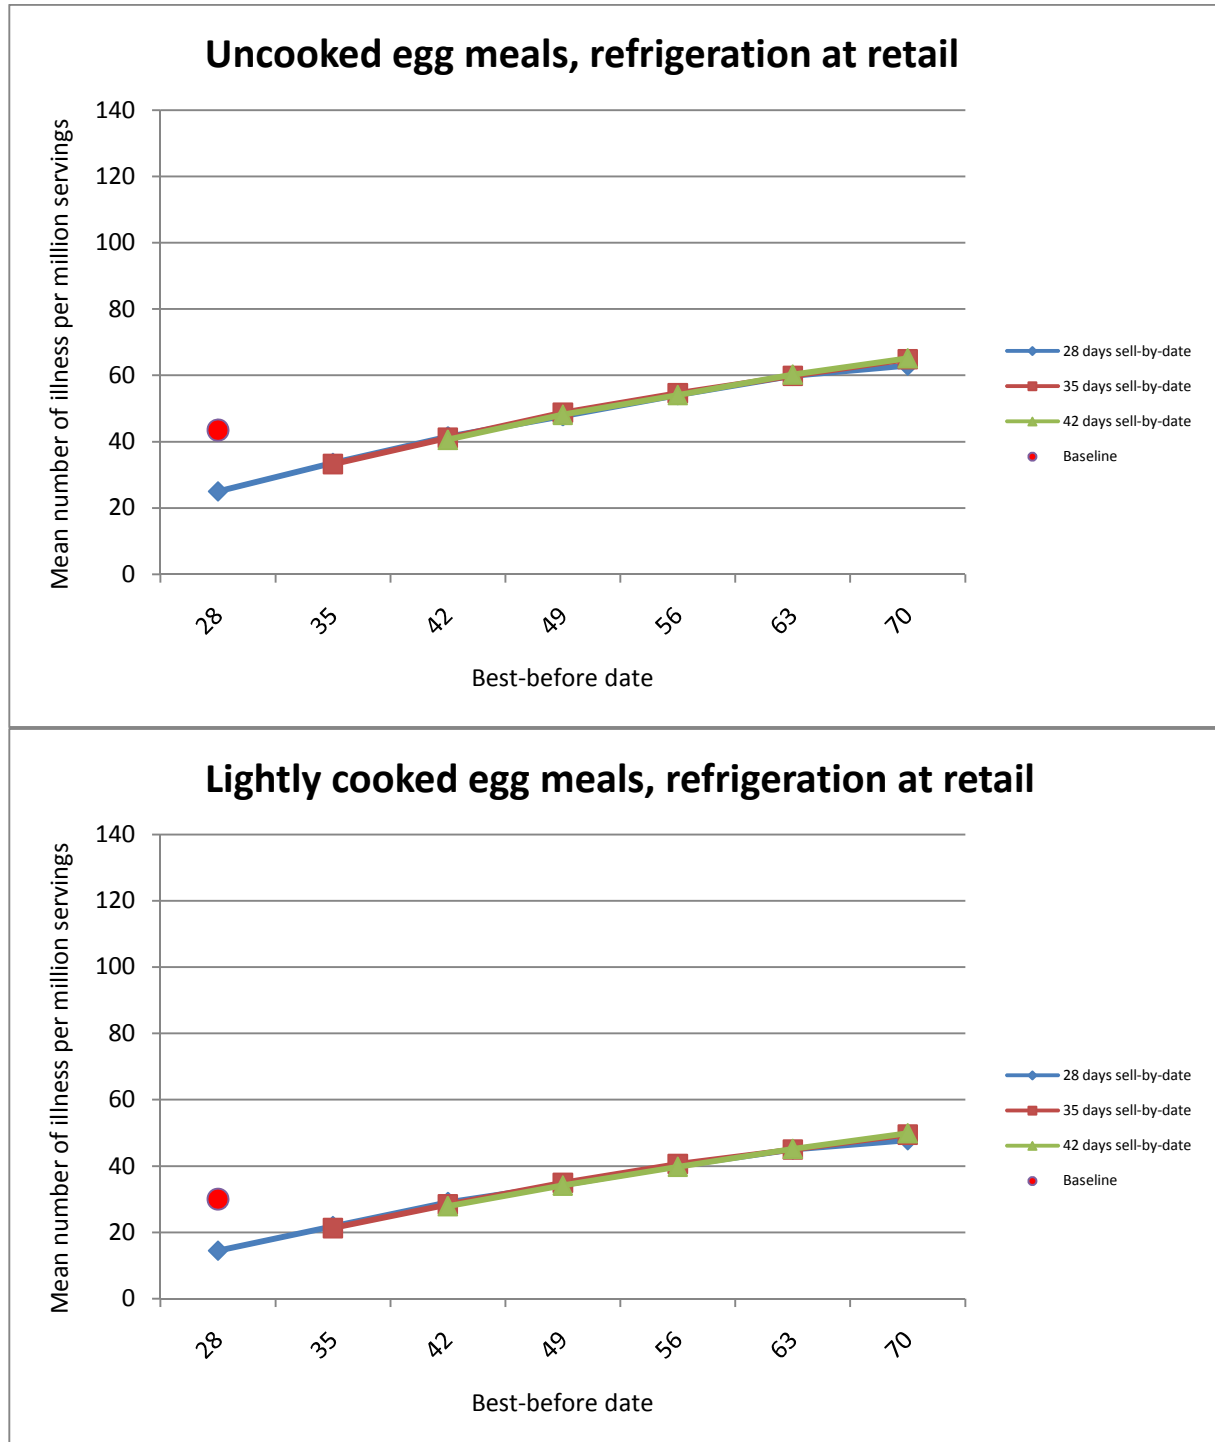 Uncooked egg meals, refrigeration at retail
Mean number of illness per million servings
140
120
100
80
60
40
20
0
28 35 42 49 56 63 70
Best-before date
28 days sell-by-date
35 days sell-by-date
42 days sell-by-date
Baseline
Lightly cooked egg meals, refrigeration at retail
Mean number of illness per million servings
140
120
100
80
60
40
20
0
28 35 42 49 56 63 70
Best-before date
28 days sell-by-date
35 days sell-by-date
42 days sell-by-date
Baseline